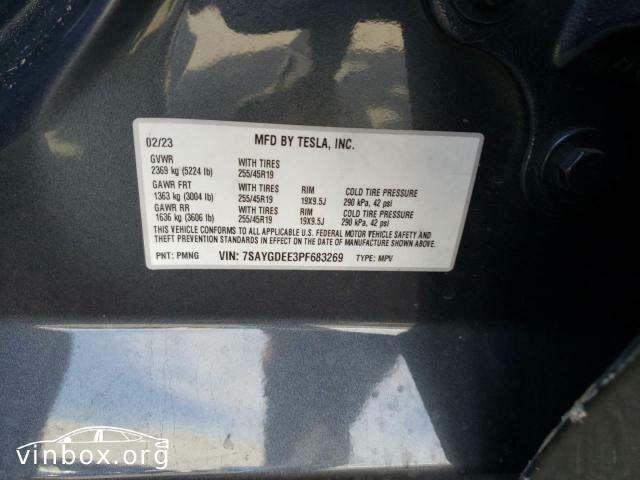 02/23 MFD BY TESLA, INC.
GVWR WITH TIRES
2369 kg (5224 lb) 255/45R19
GAWR FRT WITH TIRES RIM COLD TIRE PRESSURE
1363 kg (3004 lb) 255/45R19 19X9.5J 290 kPa, 42 psi
GAWR RR WITH TIRES RIM COLD TIRE PRESSURE
1636 kg (3606 lb) 255/45R19 19X9.5J 290 kPa, 42 psi
THIS VEHICLE CONFORMS TO ALL APPLICABLE U.S. FEDERAL MOTOR VEHICLE SAFETY AND
THEFT PREVENTION STANDARDS IN EFFECT ON THE DATE OF MANUFACTURE SHOWN ABOVE.
PNT: PMNG VIN: 7SAYGDEE3PF683269 TYPE: MPV
vinbox.org